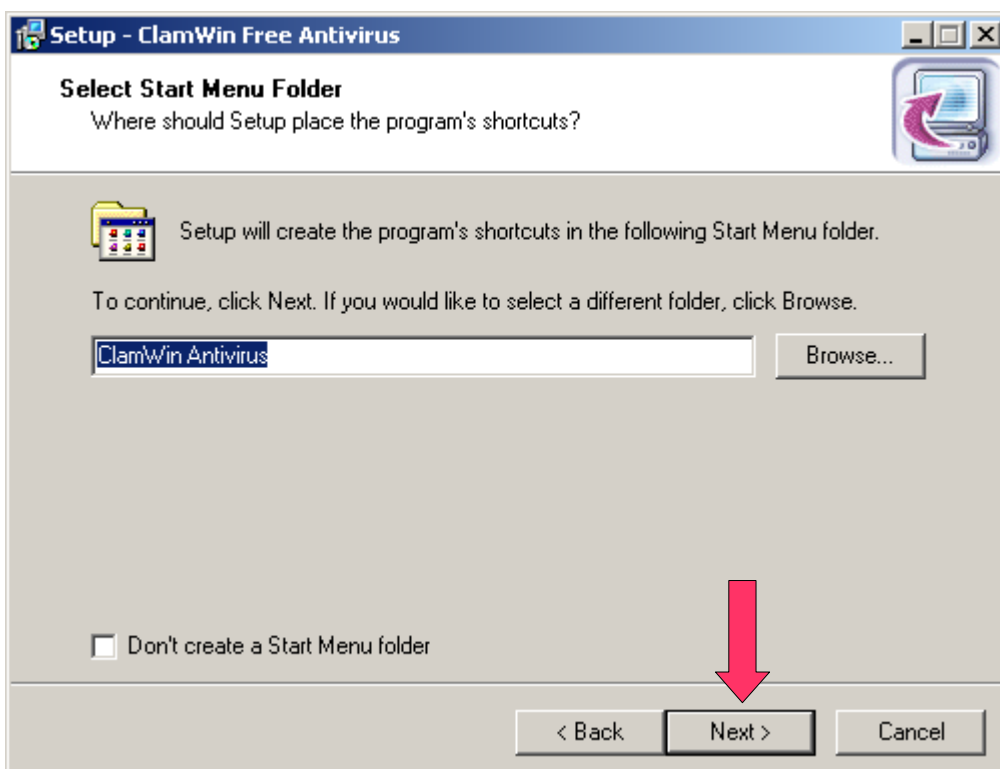 Setup - ClamWin Free Antivirus
Select Start Menu Folder
Where should Setup place the program's shortcuts?
Setup will create the program's shortcuts in the following Start Menu folder.
To continue, click Next. If you would like to select a different folder, click Browse.
ClamWin Antivirus
Browse...
Don't create a Start Menu folder
< Back
Next >
Cancel